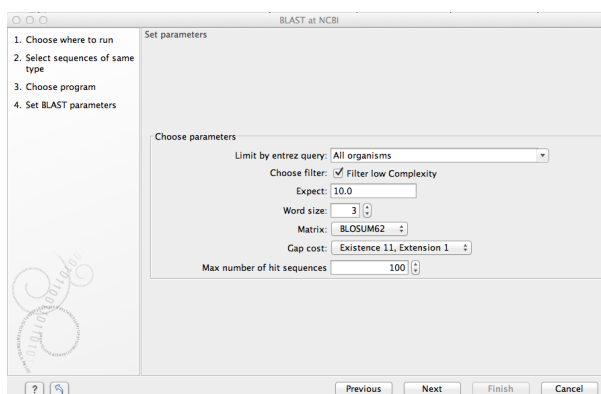 BLAST at NCBI
1. Choose where to run
2. Select sequences of same
type
3. Choose program
4. Set BLAST parameters
Set parameters
Choose parameters
Limit by entrez query: All organisms
Choose filter: Filter low Complexity
Expect: 10.0
Word size: 3
Matrix: BLOSUM62
Gap cost: Existence 11, Extension 1
Max number of hit sequences 100
? Previous Next Finish Cancel